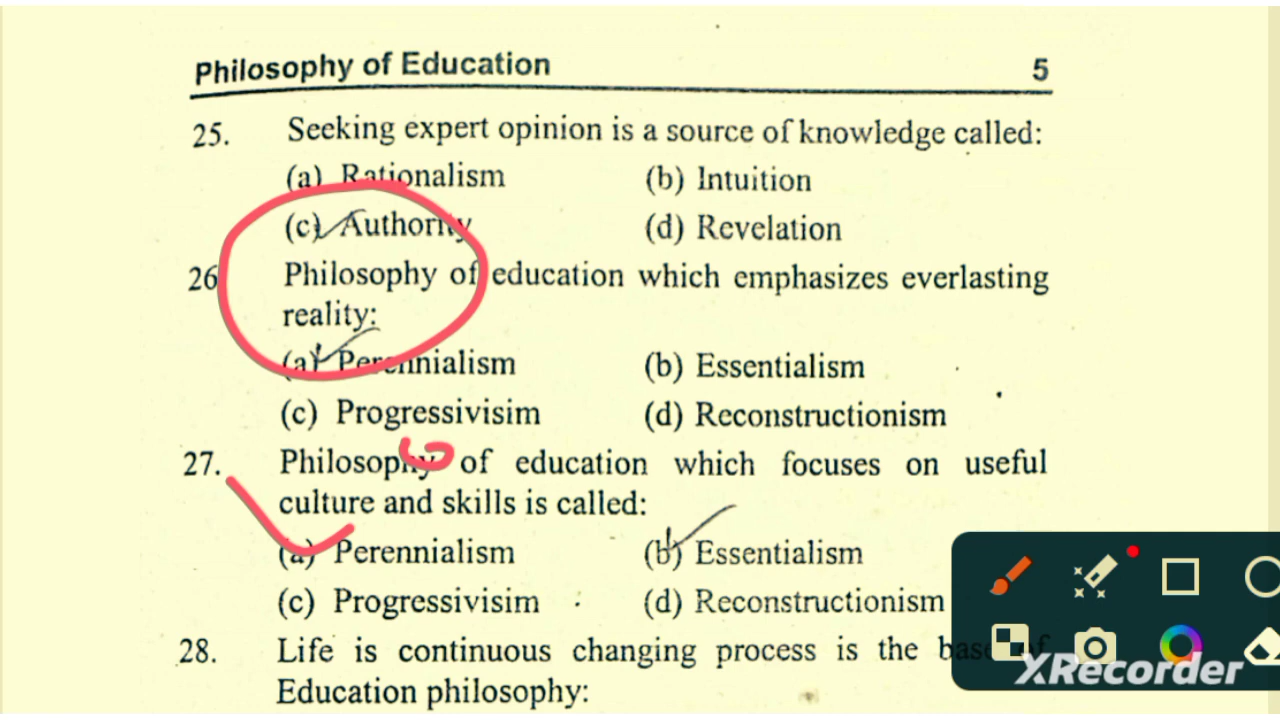 Philosophy of Education 5
25. Seeking expert opinion is a source of knowledge called:
(a) Rationalism (b) Intuition
(c) Authority (d) Revelation
26 Philosophy of education which emphasizes everlasting
reality:
(a) Perennialism (b) Essentialism
(c) Progressivisim (d) Reconstructionism
27. Philosophy of education which focuses on useful
culture and skills is called:
(a) Perennialism (b) Essentialism
(c) Progressivisim (d) Reconstructionism
28. Life is continuous changing process is the base of
Education philosophy:
XRecorder